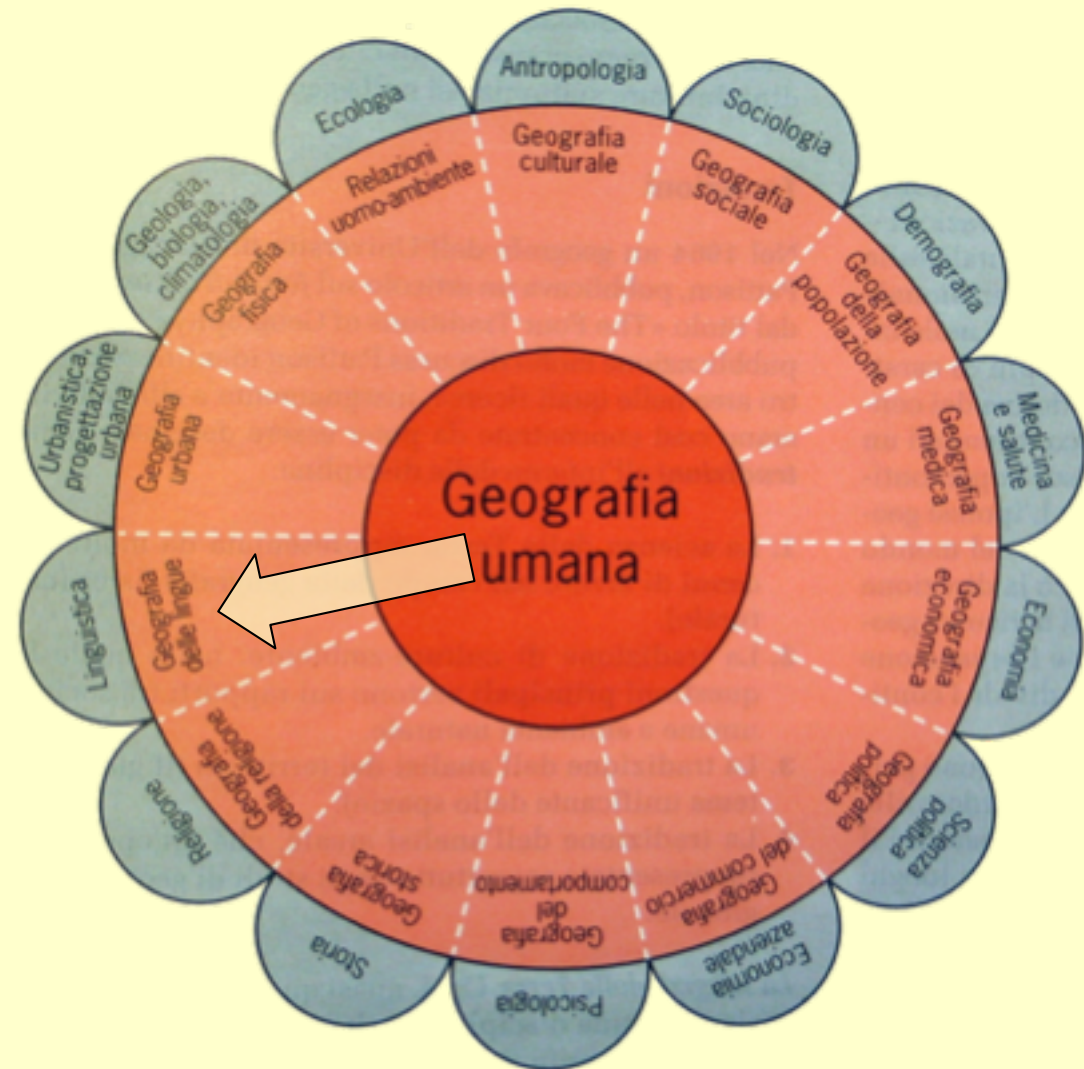 Antropologia
Geografia
culturale
Sociologia
Geografia
sociale
Demografia
Geografia
della
popolazione
Medicina
e salute
Geografia
medica
Economia
Geografia
economica
Scienza
politica
Geografia
politica
Economia
aziendale
Geografia
del commercio
Psicologia
Geografia
del
comportamento
Storia
Geografia
storica
Religione
Geografia
della religione
Linguistica
Geografia
delle lingue
Urbanistica,
progettazione
urbana
Geografia
urbana
Geologia,
biologia,
climatologia
Geografia
fisica
Ecologia
Relazioni
uomo-ambiente
Geografia
umana